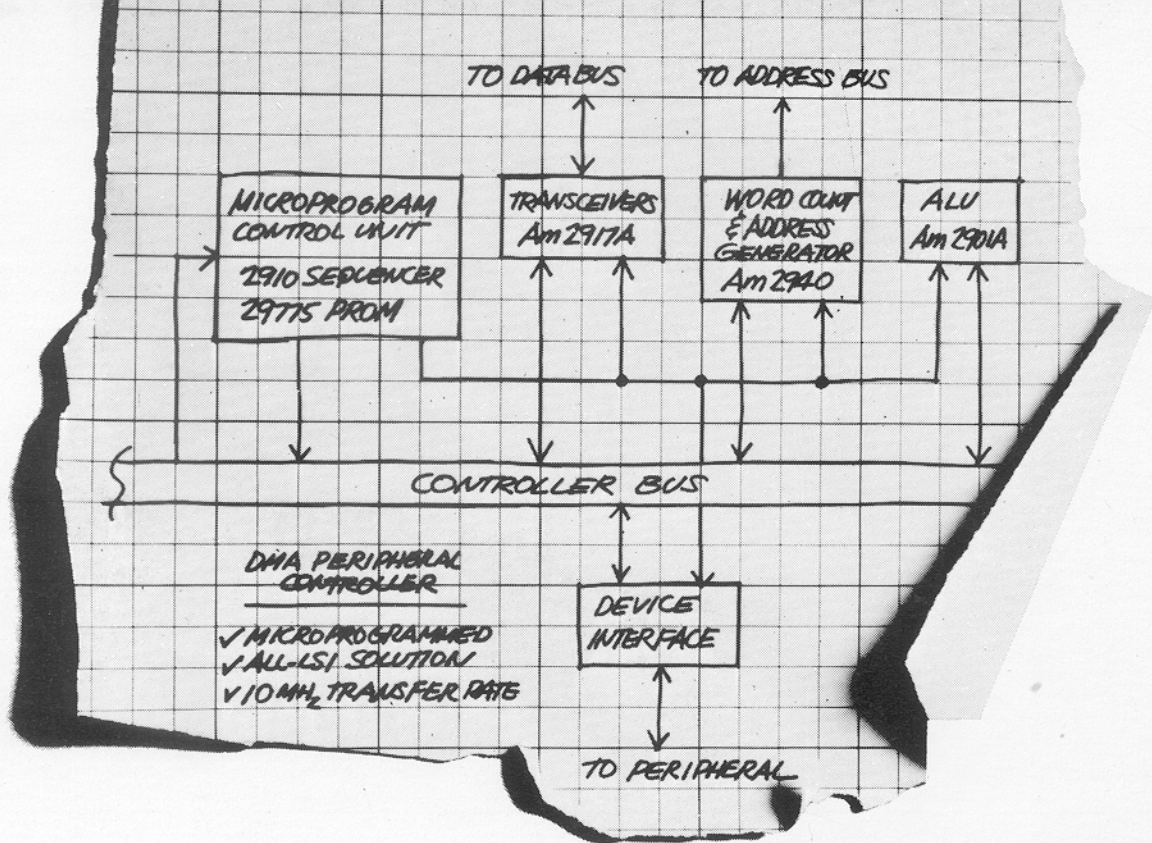 TO DATA BUS
TO ADDRESS BUS
MICROPROGRAM
CONTROL UNIT
2910 SEQUENCER
29775 PROM
TRANSCEIVERS
Am 2917A
WORD COUNT
& ADDRESS
GENERATOR
Am 2940
ALU
Am 2901A
CONTROLLER BUS
DMA PERIPHERAL
CONTROLLER
✓ MICROPROGRAMMED
✓ ALL-LSI SOLUTION
✓ 10 MHz TRANSFER RATE
DEVICE
INTERFACE
TO PERIPHERAL